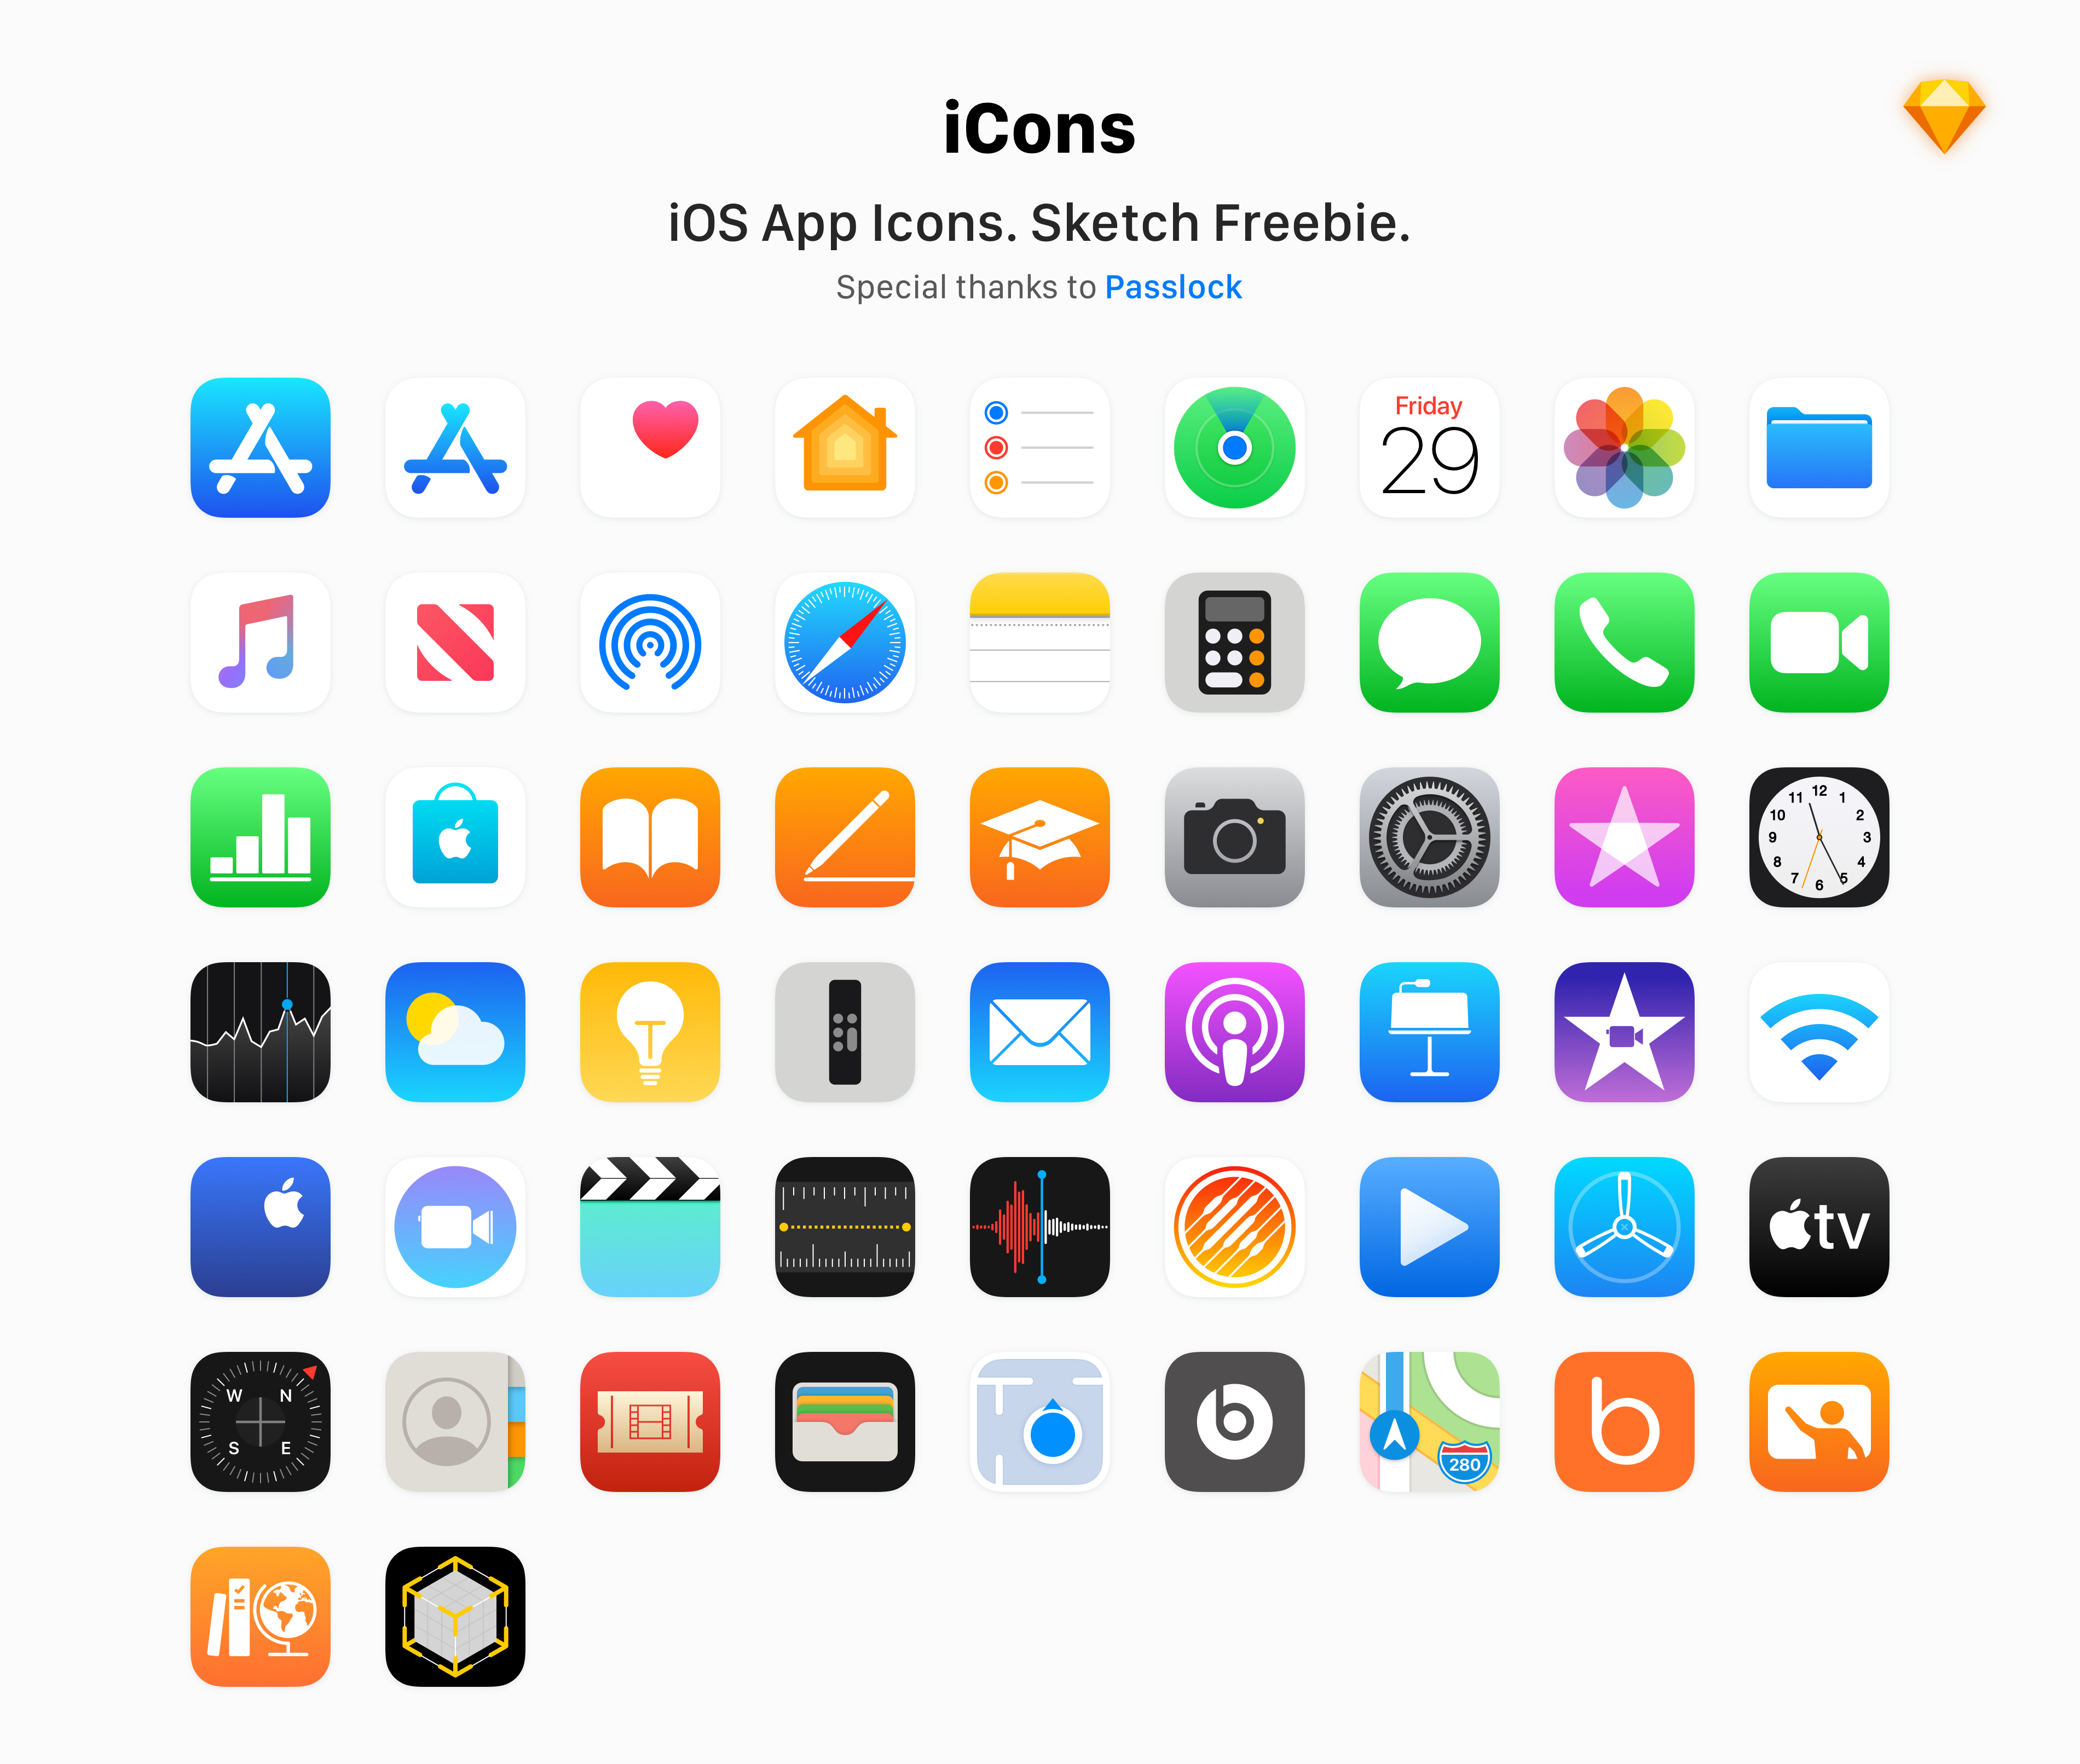 iCons
iOS App Icons. Sketch Freebie.
Special thanks to Passlock
Friday
29
11 12 1
10 2
9 3
8 4
7 6 5
tv
W N
S E
280